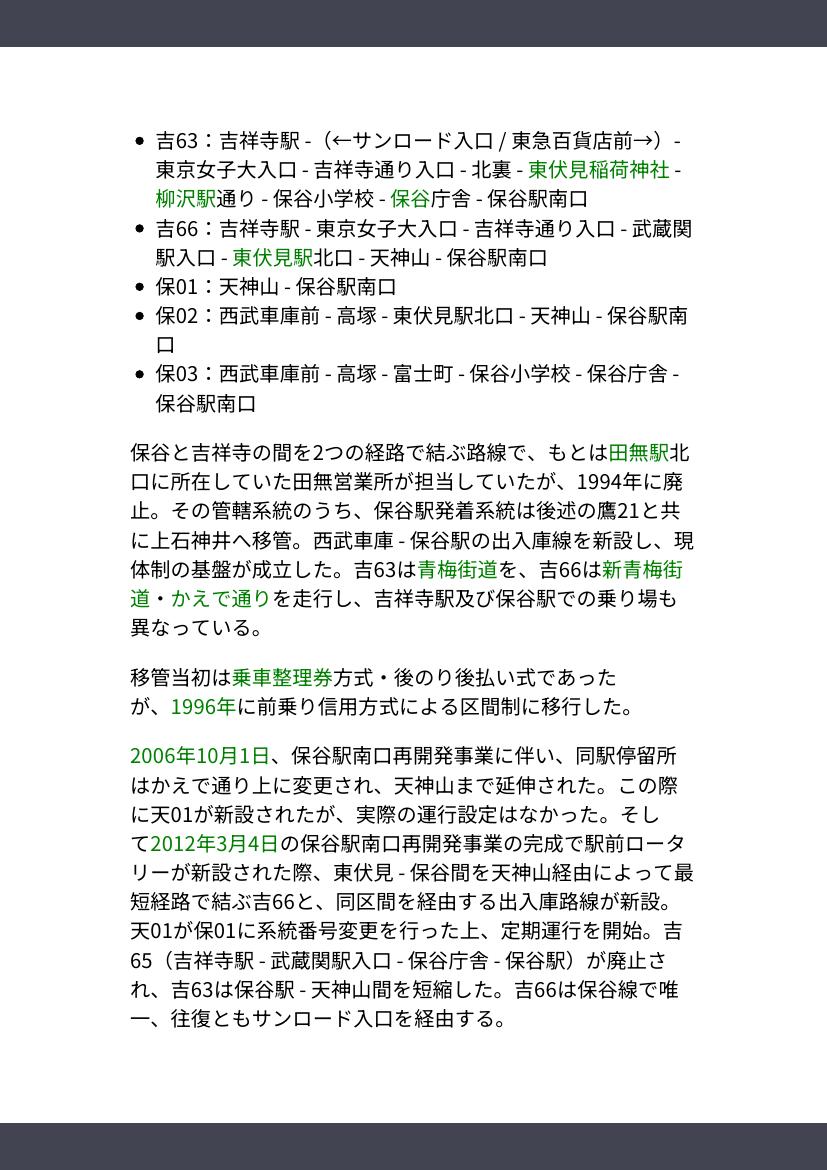 吉63：吉祥寺駅 -（←サンロード入口 / 東急百貨店前→）-
東京女子大入口 - 吉祥寺通り入口 - 北裏 - 東伏見稲荷神社 -
柳沢駅通り - 保谷小学校 - 保谷庁舎 - 保谷駅南口
吉66：吉祥寺駅 - 東京女子大入口 - 吉祥寺通り入口 - 武蔵関
駅入口 - 東伏見駅北口 - 天神山 - 保谷駅南口
保01：天神山 - 保谷駅南口
保02：西武車庫前 - 高塚 - 東伏見駅北口 - 天神山 - 保谷駅南
口
保03：西武車庫前 - 高塚 - 富士町 - 保谷小学校 - 保谷庁舎 -
保谷駅南口
保谷と吉祥寺の間を2つの経路で結ぶ路線で、もとは田無駅北
口に所在していた田無営業所が担当していたが、1994年に廃
止。その管轄系統のうち、保谷駅発着系統は後述の鷹21と共
に上石神井へ移管。西武車庫 - 保谷駅の出入庫線を新設し、現
体制の基盤が成立した。吉63は青梅街道を、吉66は新青梅街
道・かえで通りを走行し、吉祥寺駅及び保谷駅での乗り場も
異なっている。
移管当初は乗車整理券方式・後のり後払い式であった
が、1996年に前乗り信用方式による区間制に移行した。
2006年10月1日、保谷駅南口再開発事業に伴い、同駅停留所
はかえで通り上に変更され、天神山まで延伸された。この際
に天01が新設されたが、実際の運行設定はなかった。そし
て2012年3月4日の保谷駅南口再開発事業の完成で駅前ロータ
リーが新設された際、東伏見 - 保谷間を天神山経由によって最
短経路で結ぶ吉66と、同区間を経由する出入庫路線が新設。
天01が保01に系統番号変更を行った上、定期運行を開始。吉
65（吉祥寺駅 - 武蔵関駅入口 - 保谷庁舎 - 保谷駅）が廃止さ
れ、吉63は保谷駅 - 天神山間を短縮した。吉66は保谷線で唯
一、往復ともサンロード入口を経由する。